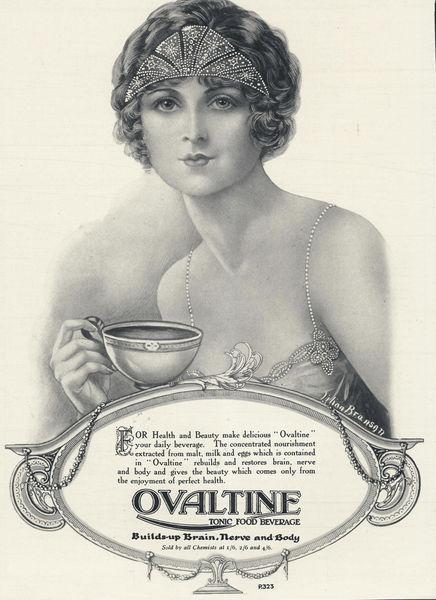 FOR Health and Beauty make delicious "Ovaltine"
your daily beverage. The concentrated nourishment
extracted from malt, milk and eggs which is contained
in "Ovaltine" rebuilds and restores brain, nerve
and body and gives the beauty which comes only from
the enjoyment of perfect health.
OVALTINE
TONIC FOOD BEVERAGE
Builds-up Brain, Nerve and Body
Sold by all Chemists at 1/6, 2/6 and 4/6.
P.323